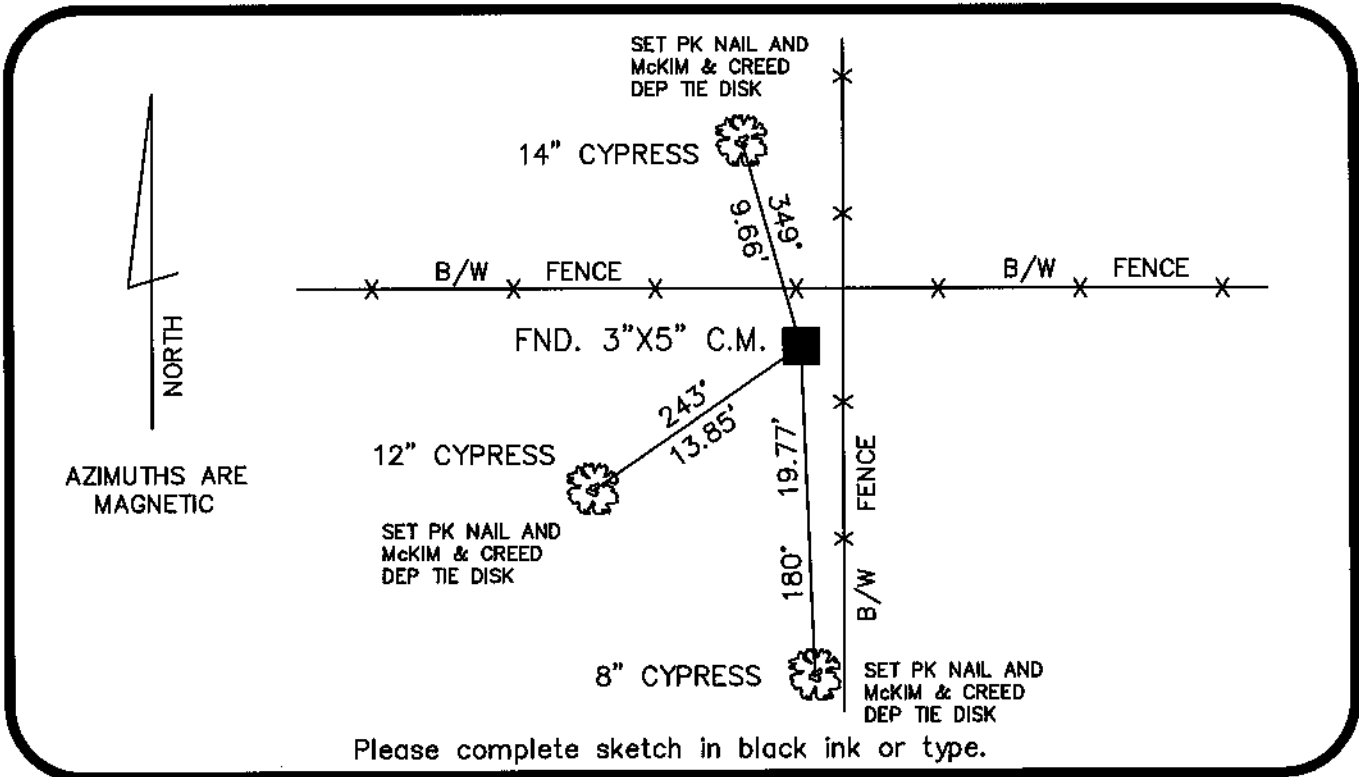 SET PK NAIL AND
McKIM & CREED
DEP TIE DISK
14" CYPRESS
349°
9.66'
B/W FENCE
B/W FENCE
NORTH
FND. 3"X5" C.M.
243°
13.85'
12" CYPRESS
19.77'
180°
FENCE
B/W
AZIMUTHS ARE
MAGNETIC
SET PK NAIL AND
McKIM & CREED
DEP TIE DISK
8" CYPRESS
SET PK NAIL AND
McKIM & CREED
DEP TIE DISK
Please complete sketch in black ink or type.